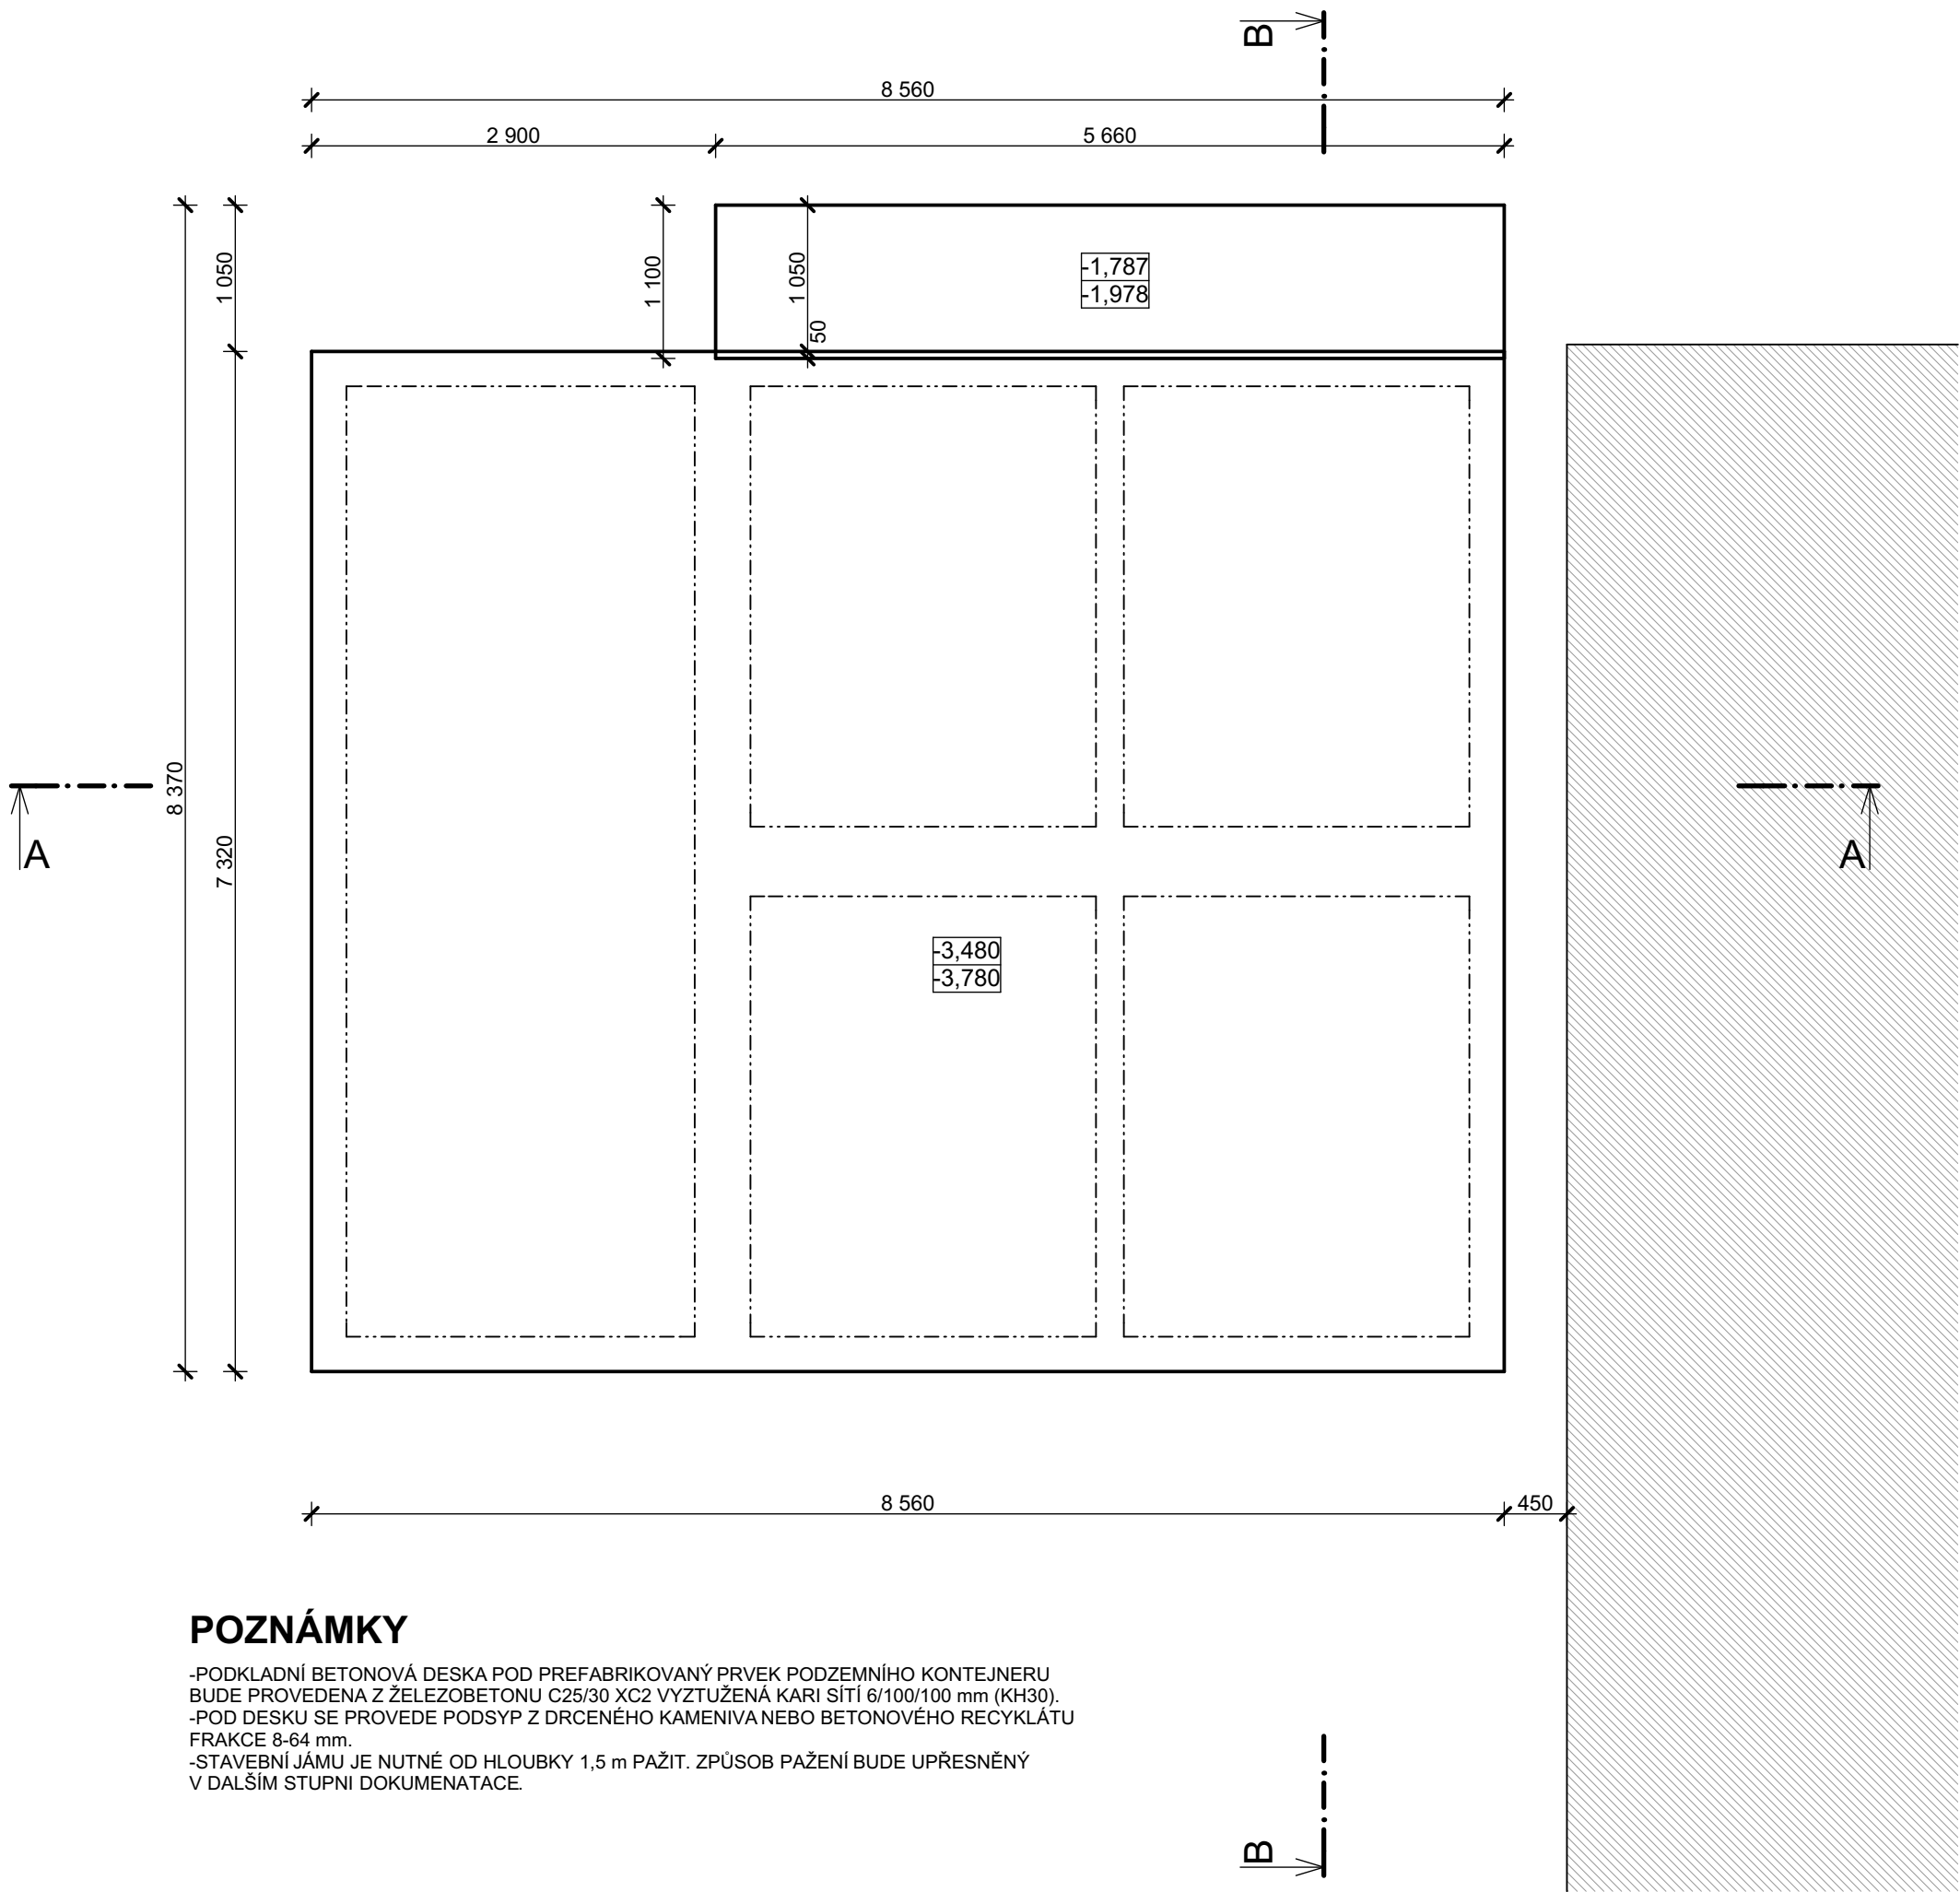 B
8 560
2 900
5 660
1 050
1 100
1 050
50
-1,787
-1,978
8 370
7 320
A
A
-3,480
-3,780
8 560
450
POZNÁMKY
-PODKLADNÍ BETONOVÁ DESKA POD PREFABRIKOVANÝ PRVEK PODZEMNÍHO KONTEJNERU
BUDE PROVEDENA Z ŽELEZOBETONU C25/30 XC2 VYZTUŽENÁ KARI SÍTÍ 6/100/100 mm (KH30).
-POD DESKU SE PROVEDE PODSYP Z DRCENÉHO KAMENIVA NEBO BETONOVÉHO RECYKLÁTU
FRAKCE 8-64 mm.
-STAVEBNÍ JÁMU JE NUTNÉ OD HLOUBKY 1,5 m PAŽIT. ZPŮSOB PAŽENÍ BUDE UPŘESNĚNÝ
V DALŠÍM STUPNI DOKUMENATACE.
B